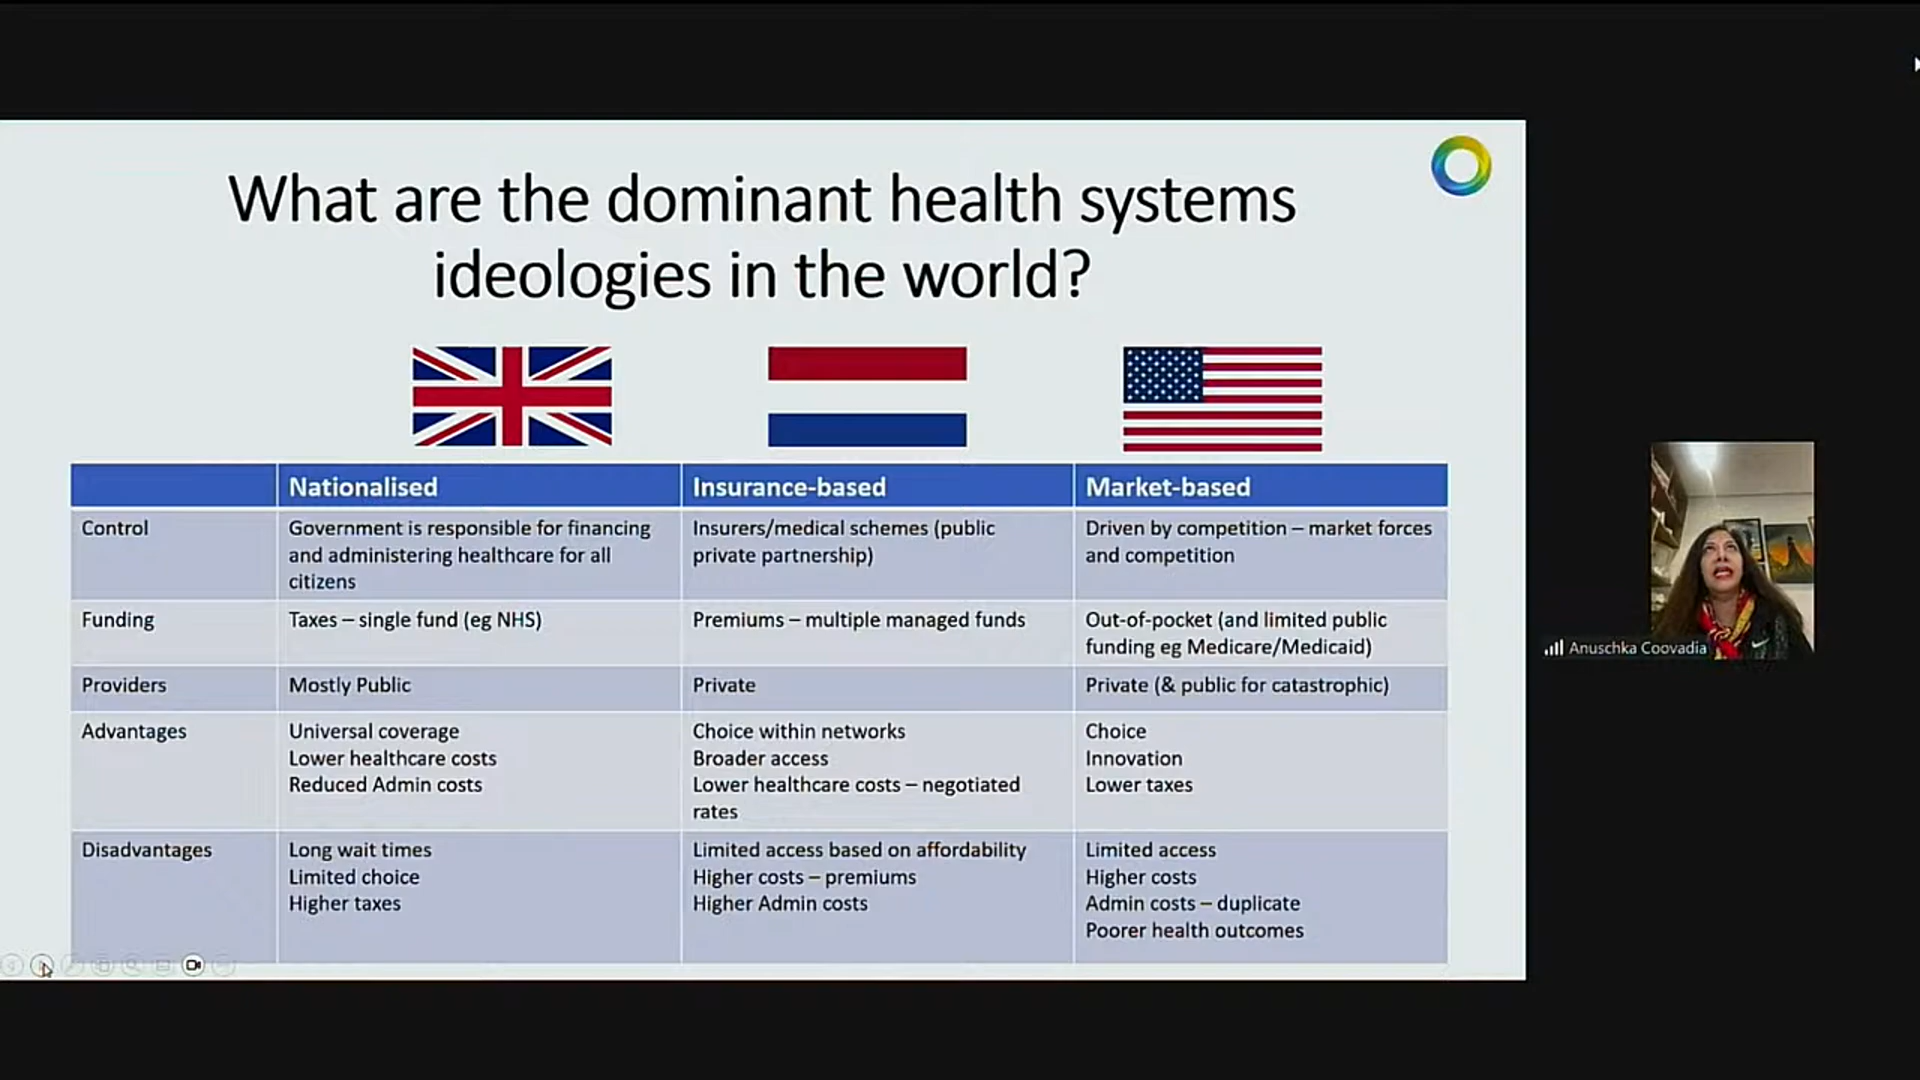 What are the dominant health systems
ideologies in the world?
Nationalised
Insurance-based
Market-based
Control
Government is responsible for financing
and administering healthcare for all
citizens
Insurers/medical schemes (public
private partnership)
Driven by competition – market forces
and competition
Funding
Taxes – single fund (eg NHS)
Premiums – multiple managed funds
Out-of-pocket (and limited public
funding eg Medicare/Medicaid)
Providers
Mostly Public
Private
Private (& public for catastrophic)
Advantages
Universal coverage
Lower healthcare costs
Reduced Admin costs
Choice within networks
Broader access
Lower healthcare costs – negotiated
rates
Choice
Innovation
Lower taxes
Disadvantages
Long wait times
Limited choice
Higher taxes
Limited access based on affordability
Higher costs – premiums
Higher Admin costs
Limited access
Higher costs
Admin costs – duplicate
Poorer health outcomes
Anuschka Coovadia